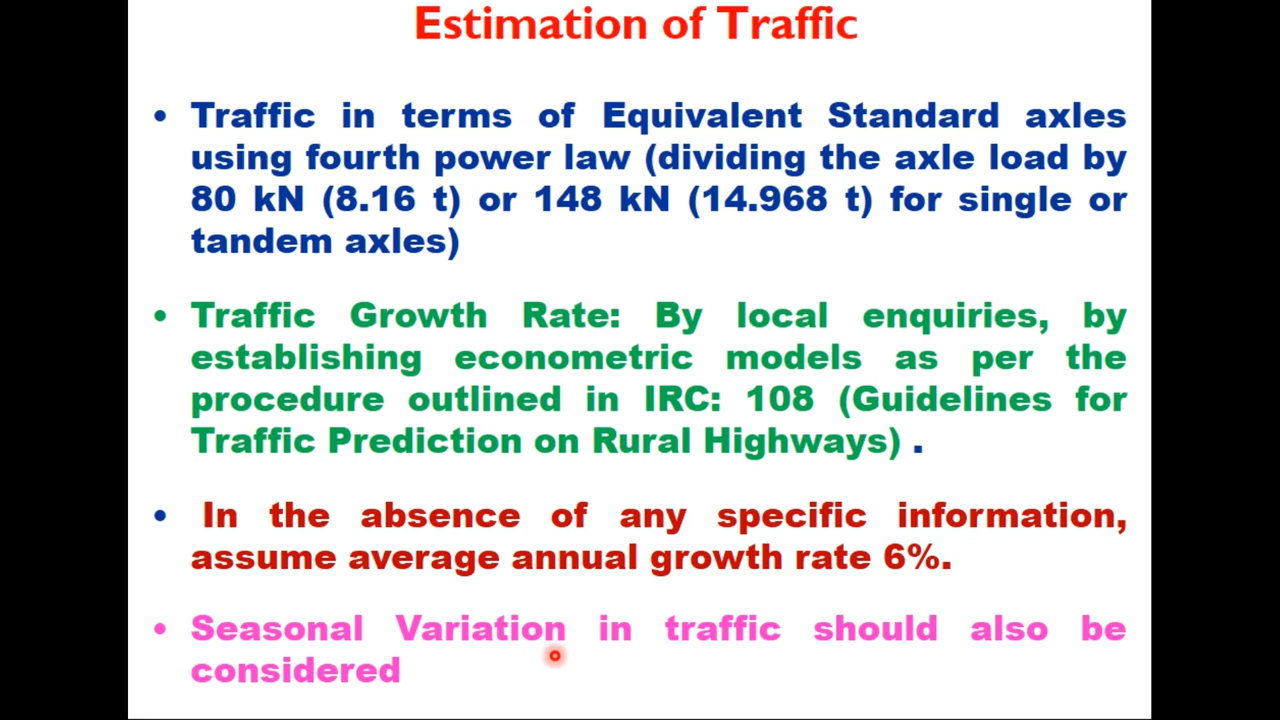 Estimation of Traffic
• Traffic in terms of Equivalent Standard axles
using fourth power law (dividing the axle load by
80 kN (8.16 t) or 148 kN (14.968 t) for single or
tandem axles)
• Traffic Growth Rate: By local enquiries, by
establishing econometric models as per the
procedure outlined in IRC: 108 (Guidelines for
Traffic Prediction on Rural Highways) .
• In the absence of any specific information,
assume average annual growth rate 6%.
• Seasonal Variation in traffic should also be
considered